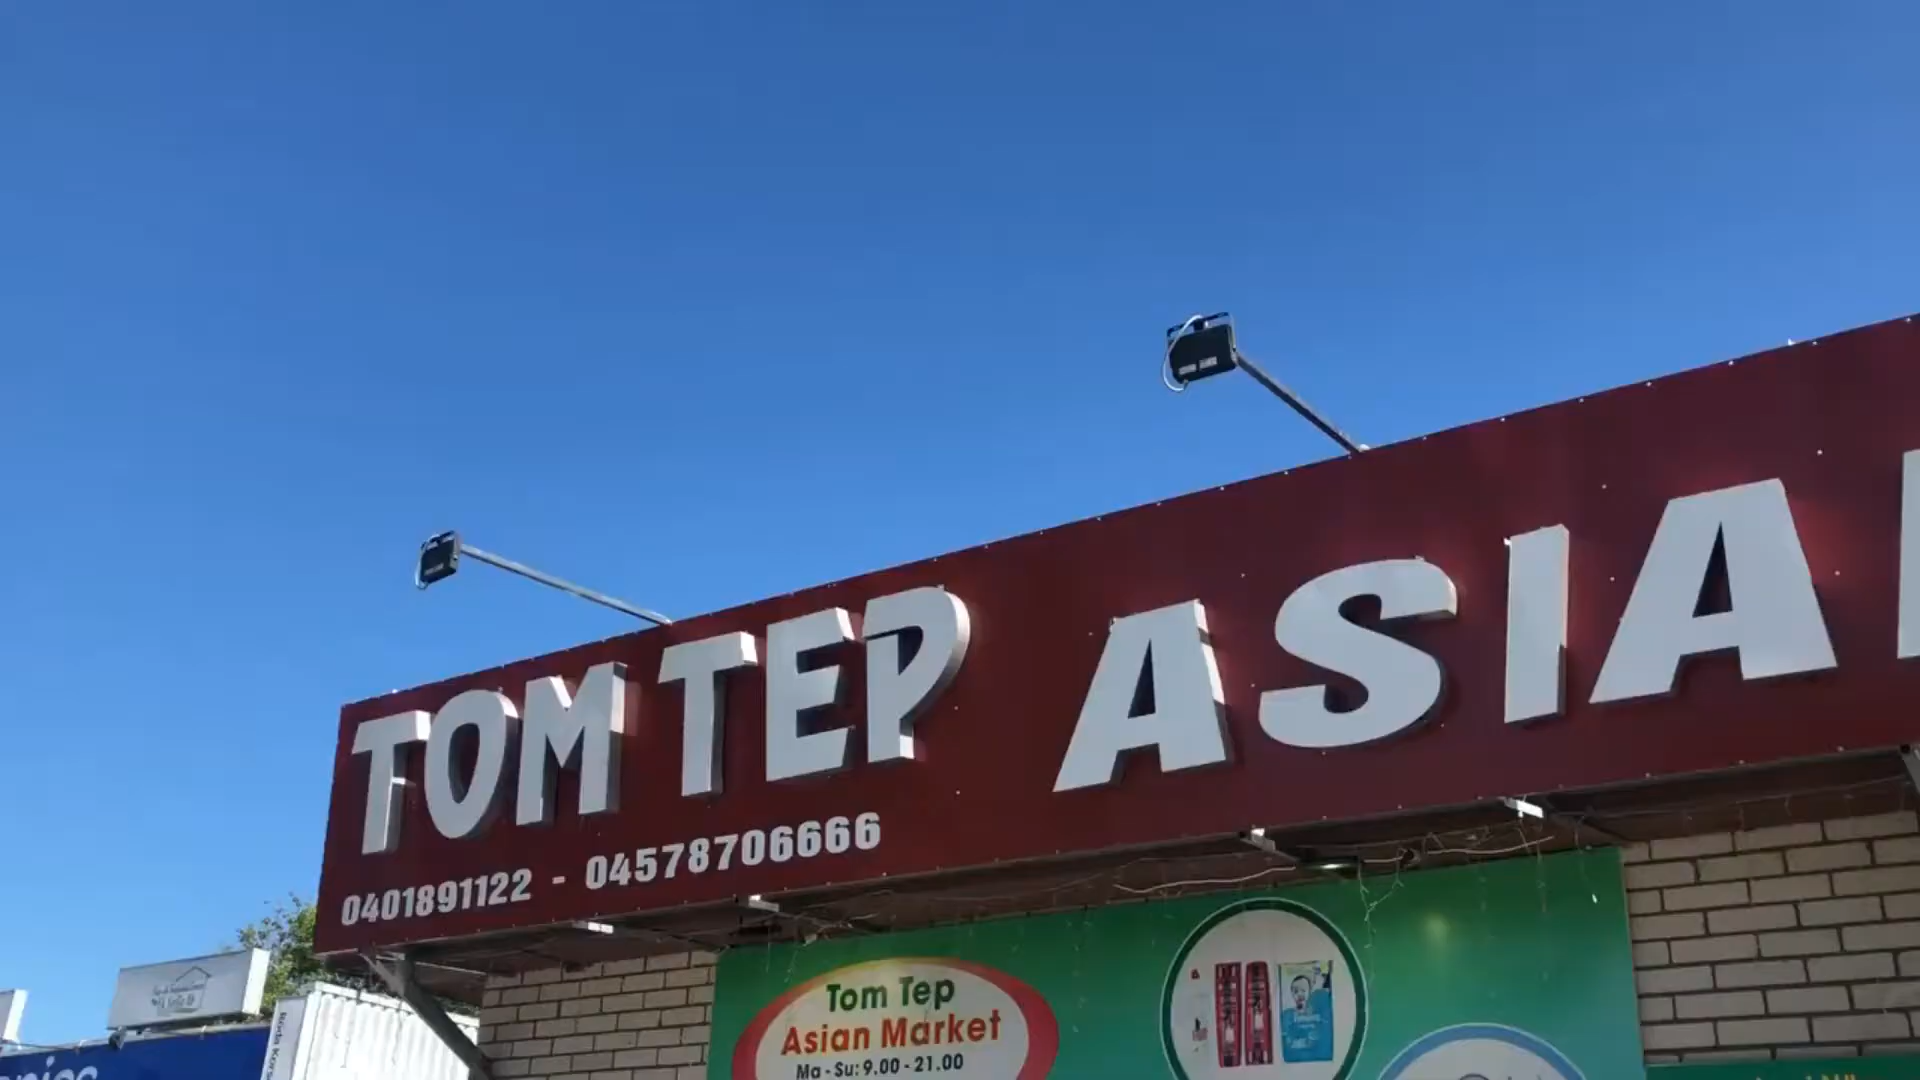 TOM TEP ASIA
0401891122 - 04578706666
Tom Tep
Asian Market
Ma - Su: 9.00 - 21.00